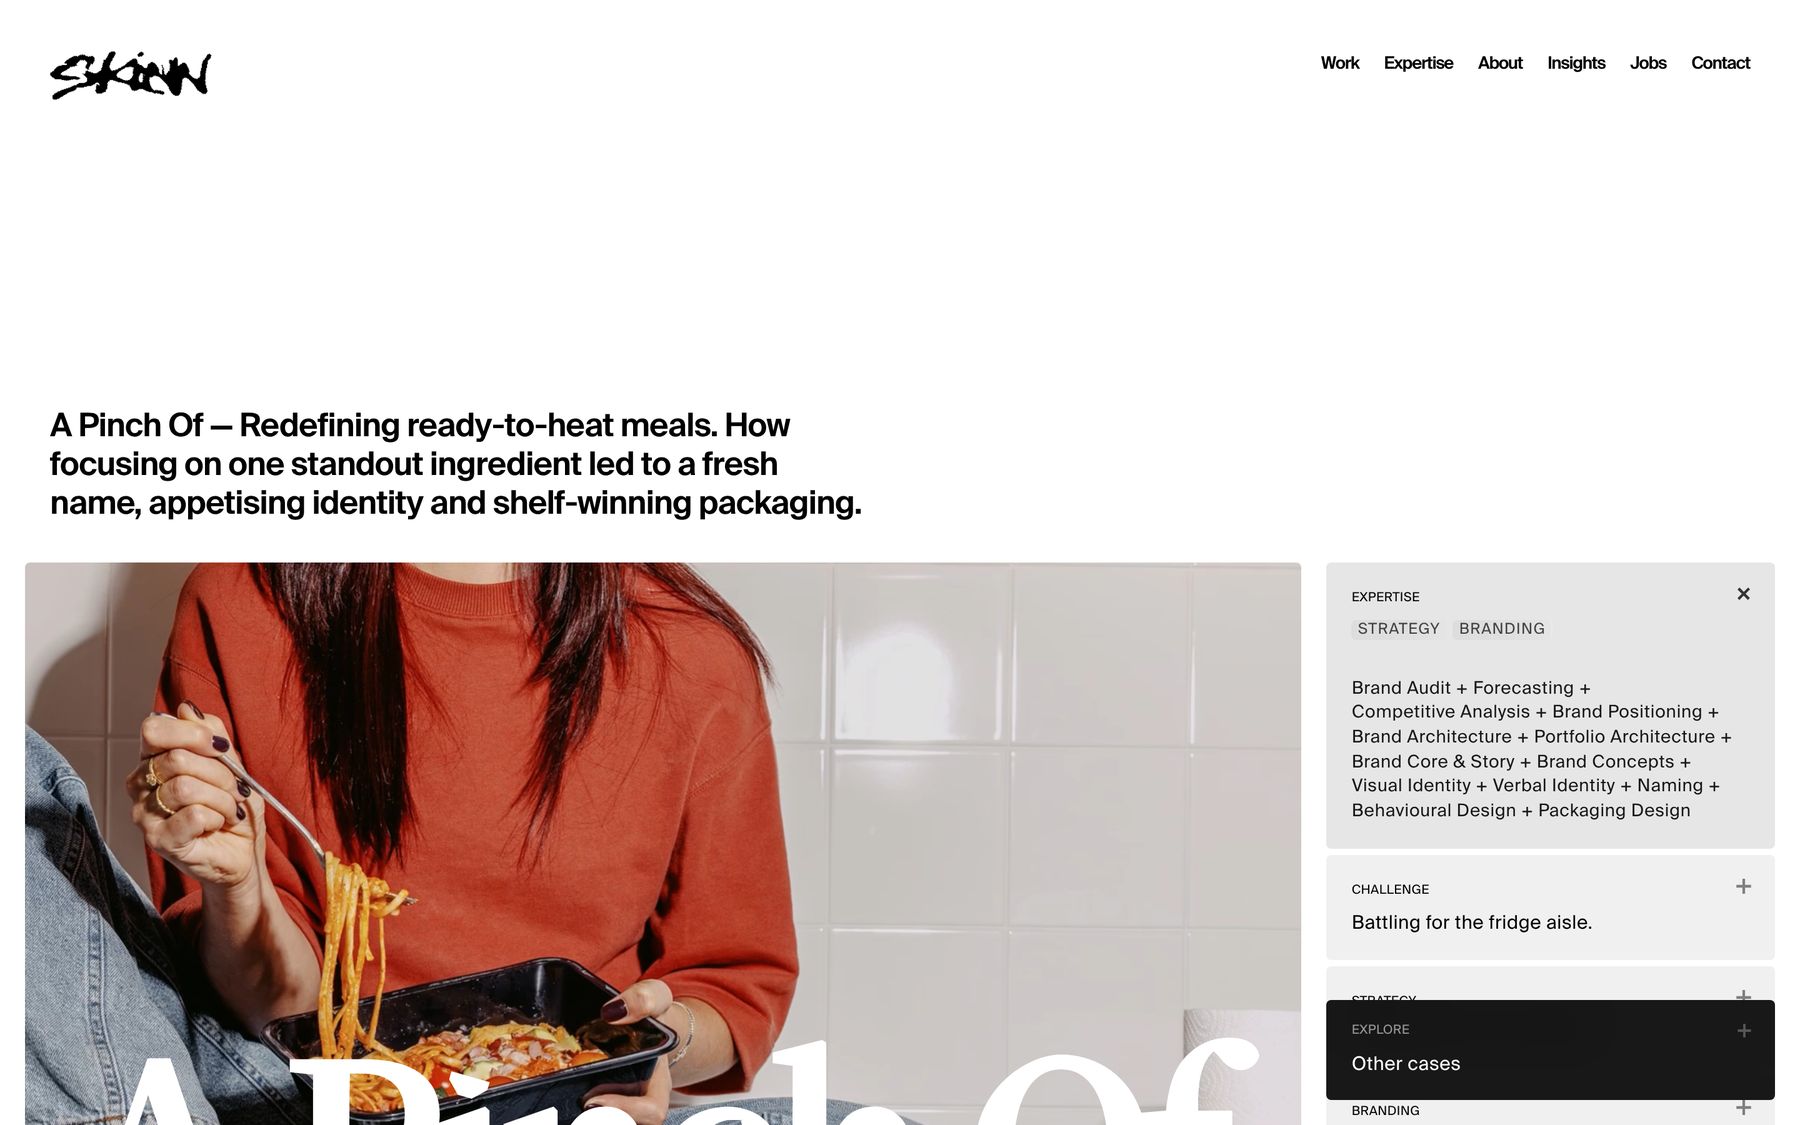 SKINN
Work Expertise About Insights Jobs Contact
A Pinch Of — Redefining ready-to-heat meals. How
focusing on one standout ingredient led to a fresh
name, appetising identity and shelf-winning packaging.
A Pinch Of
EXPERTISE
STRATEGY BRANDING
Brand Audit + Forecasting +
Competitive Analysis + Brand Positioning +
Brand Architecture + Portfolio Architecture +
Brand Core & Story + Brand Concepts +
Visual Identity + Verbal Identity + Naming +
Behavioural Design + Packaging Design
CHALLENGE
Battling for the fridge aisle.
STRATEGY
EXPLORE
Other cases
BRANDING